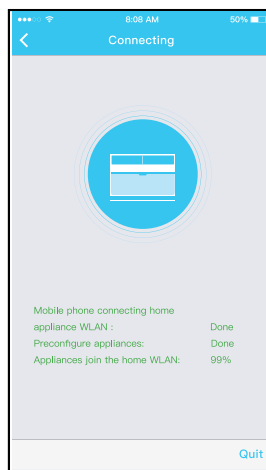 8:08 AM 50%
Connecting
Mobile phone connecting home
appliance WLAN : Done
Preconfigure appliances: Done
Appliances join the home WLAN: 99%
Quit